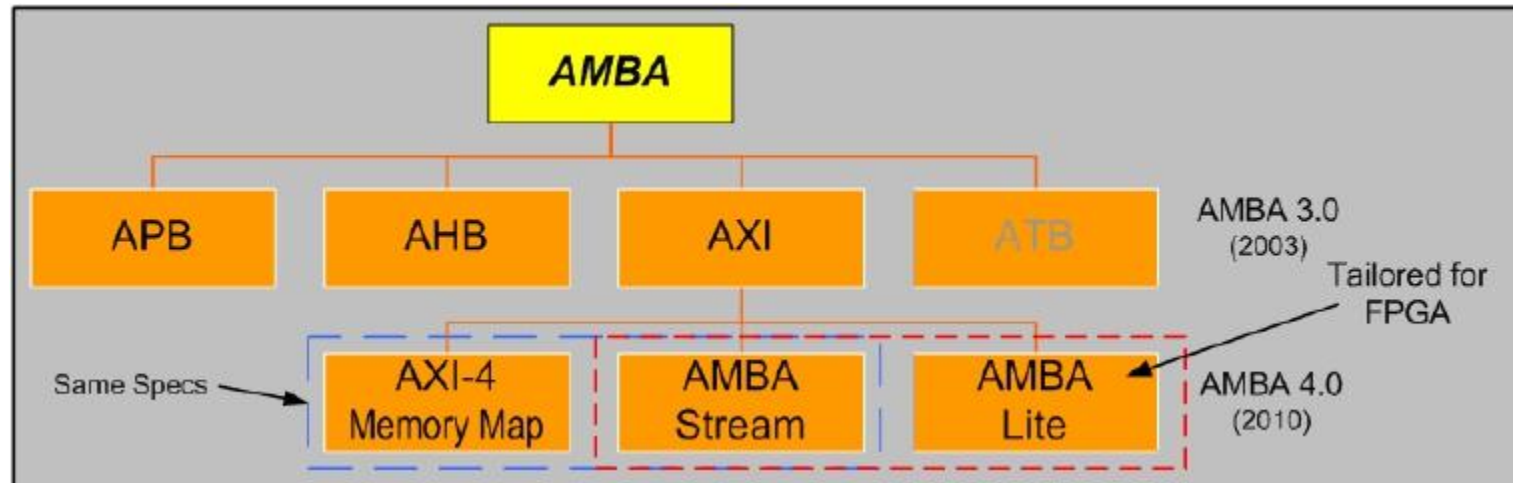 AMBA
APB
AHB
AXI
ATB
AMBA 3.0
(2003)
Tailored for
FPGA
Same Specs
AXI-4
Memory Map
AMBA
Stream
AMBA
Lite
AMBA 4.0
(2010)